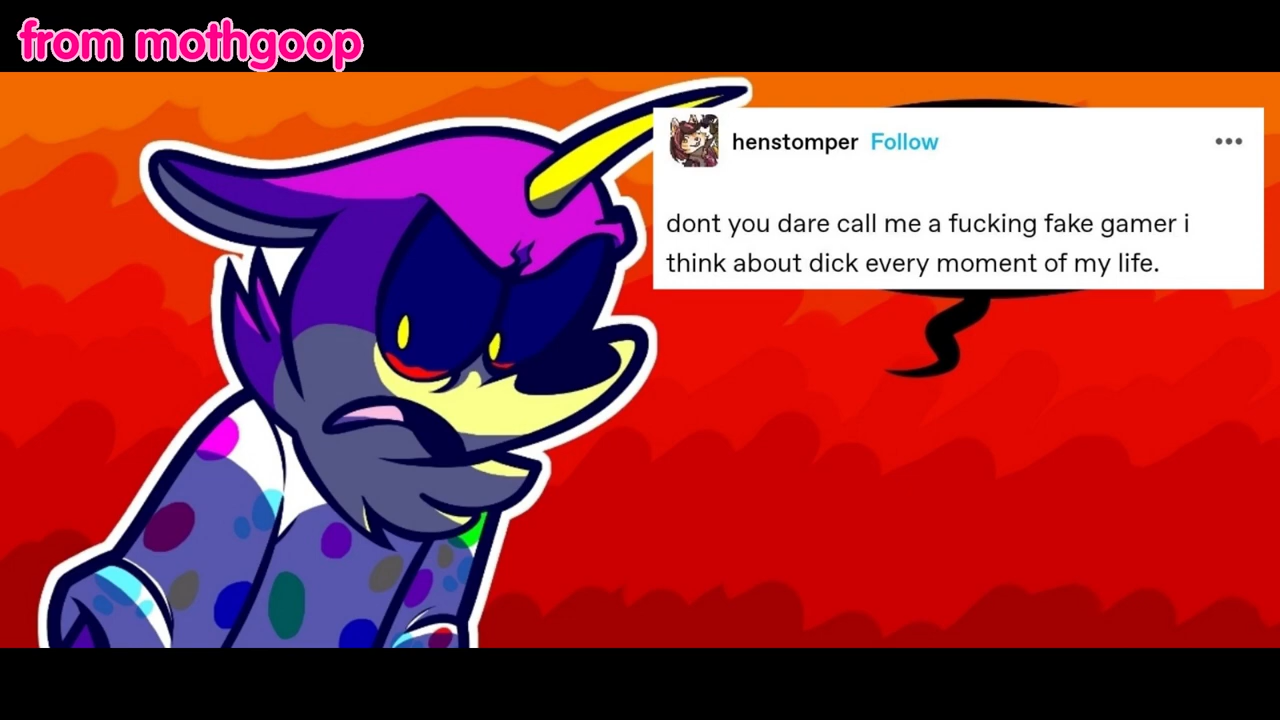 from mothgoop
henstomper Follow
dont you dare call me a fucking fake gamer i
think about dick every moment of my life.